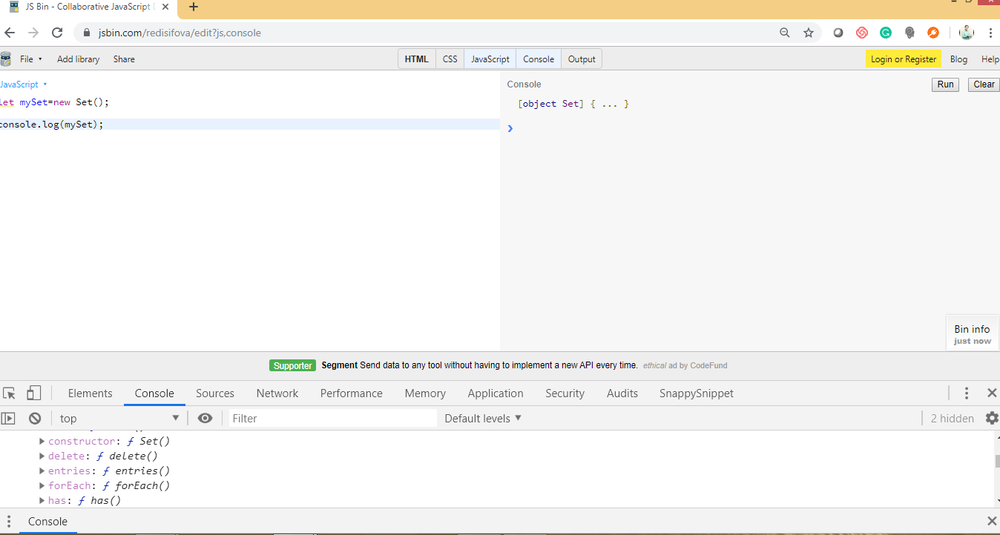 JS Bin - Collaborative JavaScript
jsbin.com/redisifova/edit?js,console
File Add library Share HTML CSS JavaScript Console Output Login or Register Blog Help
JavaScript
Console Run Clear
let mySet=new Set();
[object Set] { ... }
console.log(mySet);
Bin info
just now
Supporter Segment Send data to any tool without having to implement a new API every time. ethical ad by CodeFund
Elements Console Sources Network Performance Memory Application Security Audits SnappySnippet
top Filter Default levels 2 hidden
constructor: ƒ Set()
delete: ƒ delete()
entries: ƒ entries()
forEach: ƒ forEach()
has: ƒ has()
Console